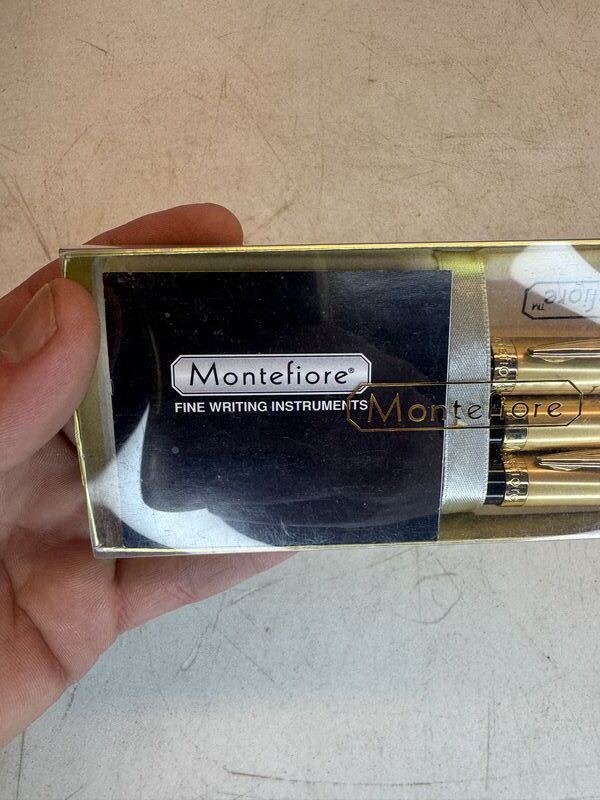 Montefiore®
FINE WRITING INSTRUMENTS
Montefiore